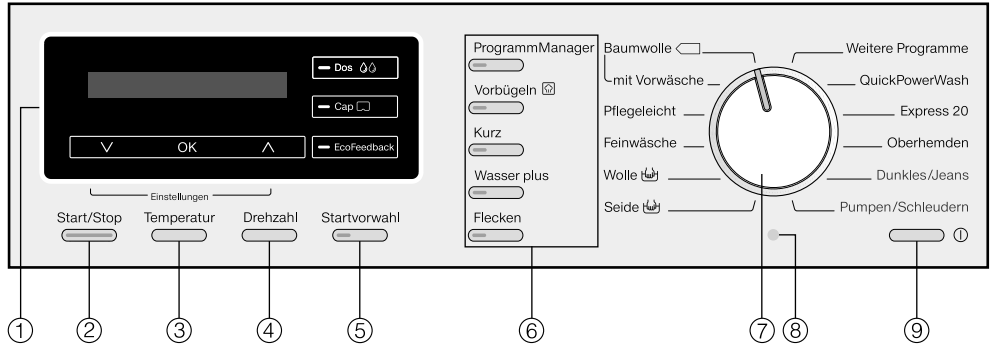 Dos
Cap
EcoFeedback
OK
Einstellungen
Start/Stop
Temperatur
Drehzahl
Startvorwahl
ProgrammManager
Vorbügeln
Kurz
Wasser plus
Flecken
Baumwolle
mit Vorwäsche
Pflegeleicht
Feinwäsche
Wolle
Seide
Weitere Programme
QuickPowerWash
Express 20
Oberhemden
Dunkles/Jeans
Pumpen/Schleudern
① ② ③ ④ ⑤ ⑥ ⑦ ⑧ ⑨